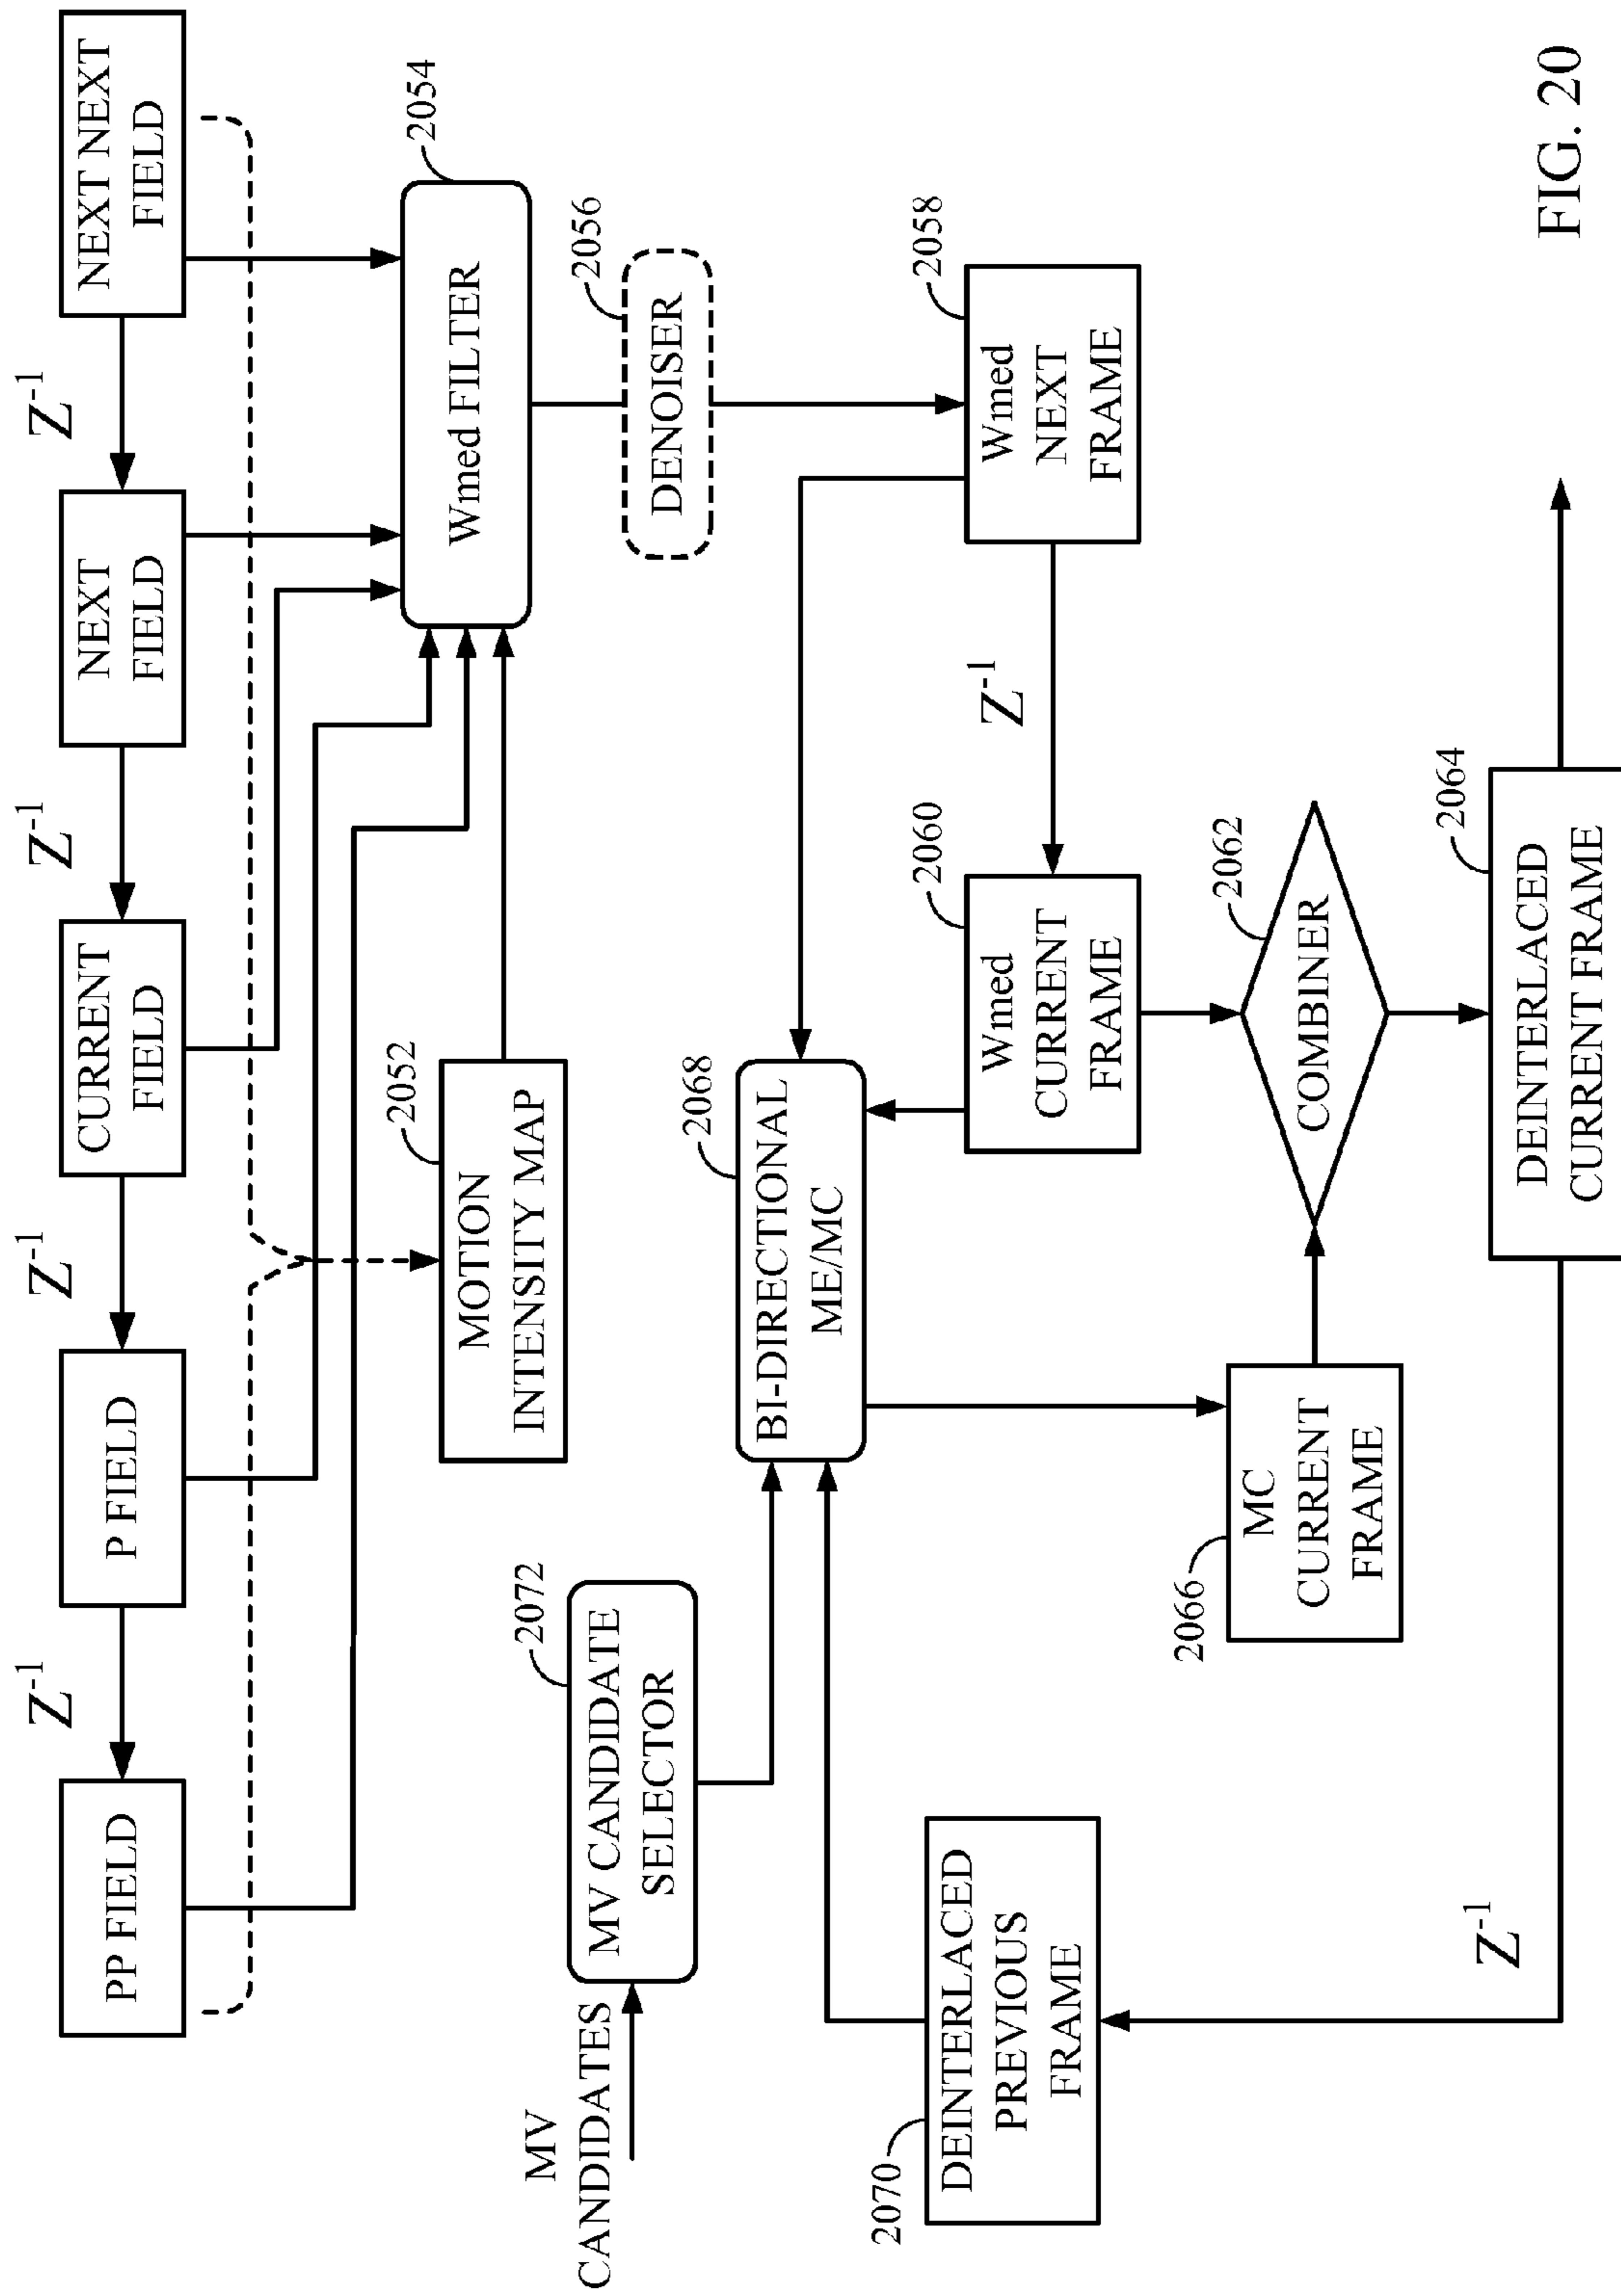 PP FIELD
Z-1
P FIELD
Z-1
CURRENT
FIELD
Z-1
NEXT
FIELD
Z-1
NEXT NEXT
FIELD
2052
MOTION
INTENSITY MAP
2054
Wmed FILTER
MV
CANDIDATES
2072
MV CANDIDATE
SELECTOR
2056
DENOISER
2068
BI-DIRECTIONAL
ME/MC
2070
DEINTERLACED
PREVIOUS
FRAME
2060
Wmed
CURRENT
FRAME
Z-1
2058
Wmed
NEXT
FRAME
2066
MC
CURRENT
FRAME
2062
COMBINER
Z-1
2064
DEINTERLACED
CURRENT FRAME
FIG. 20